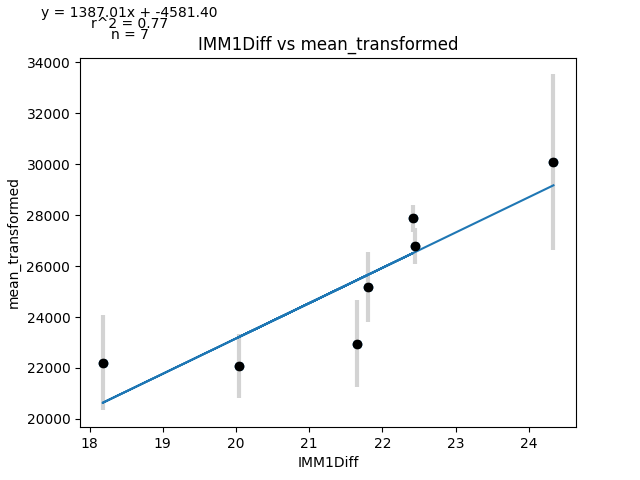 y = 1387.01x + -4581.40
r^2 = 0.77
n = 7
IMM1Diff vs mean_transformed
34000
32000
30000
28000
26000
24000
22000
20000
mean_transformed
18 19 20 21 22 23 24
IMM1Diff